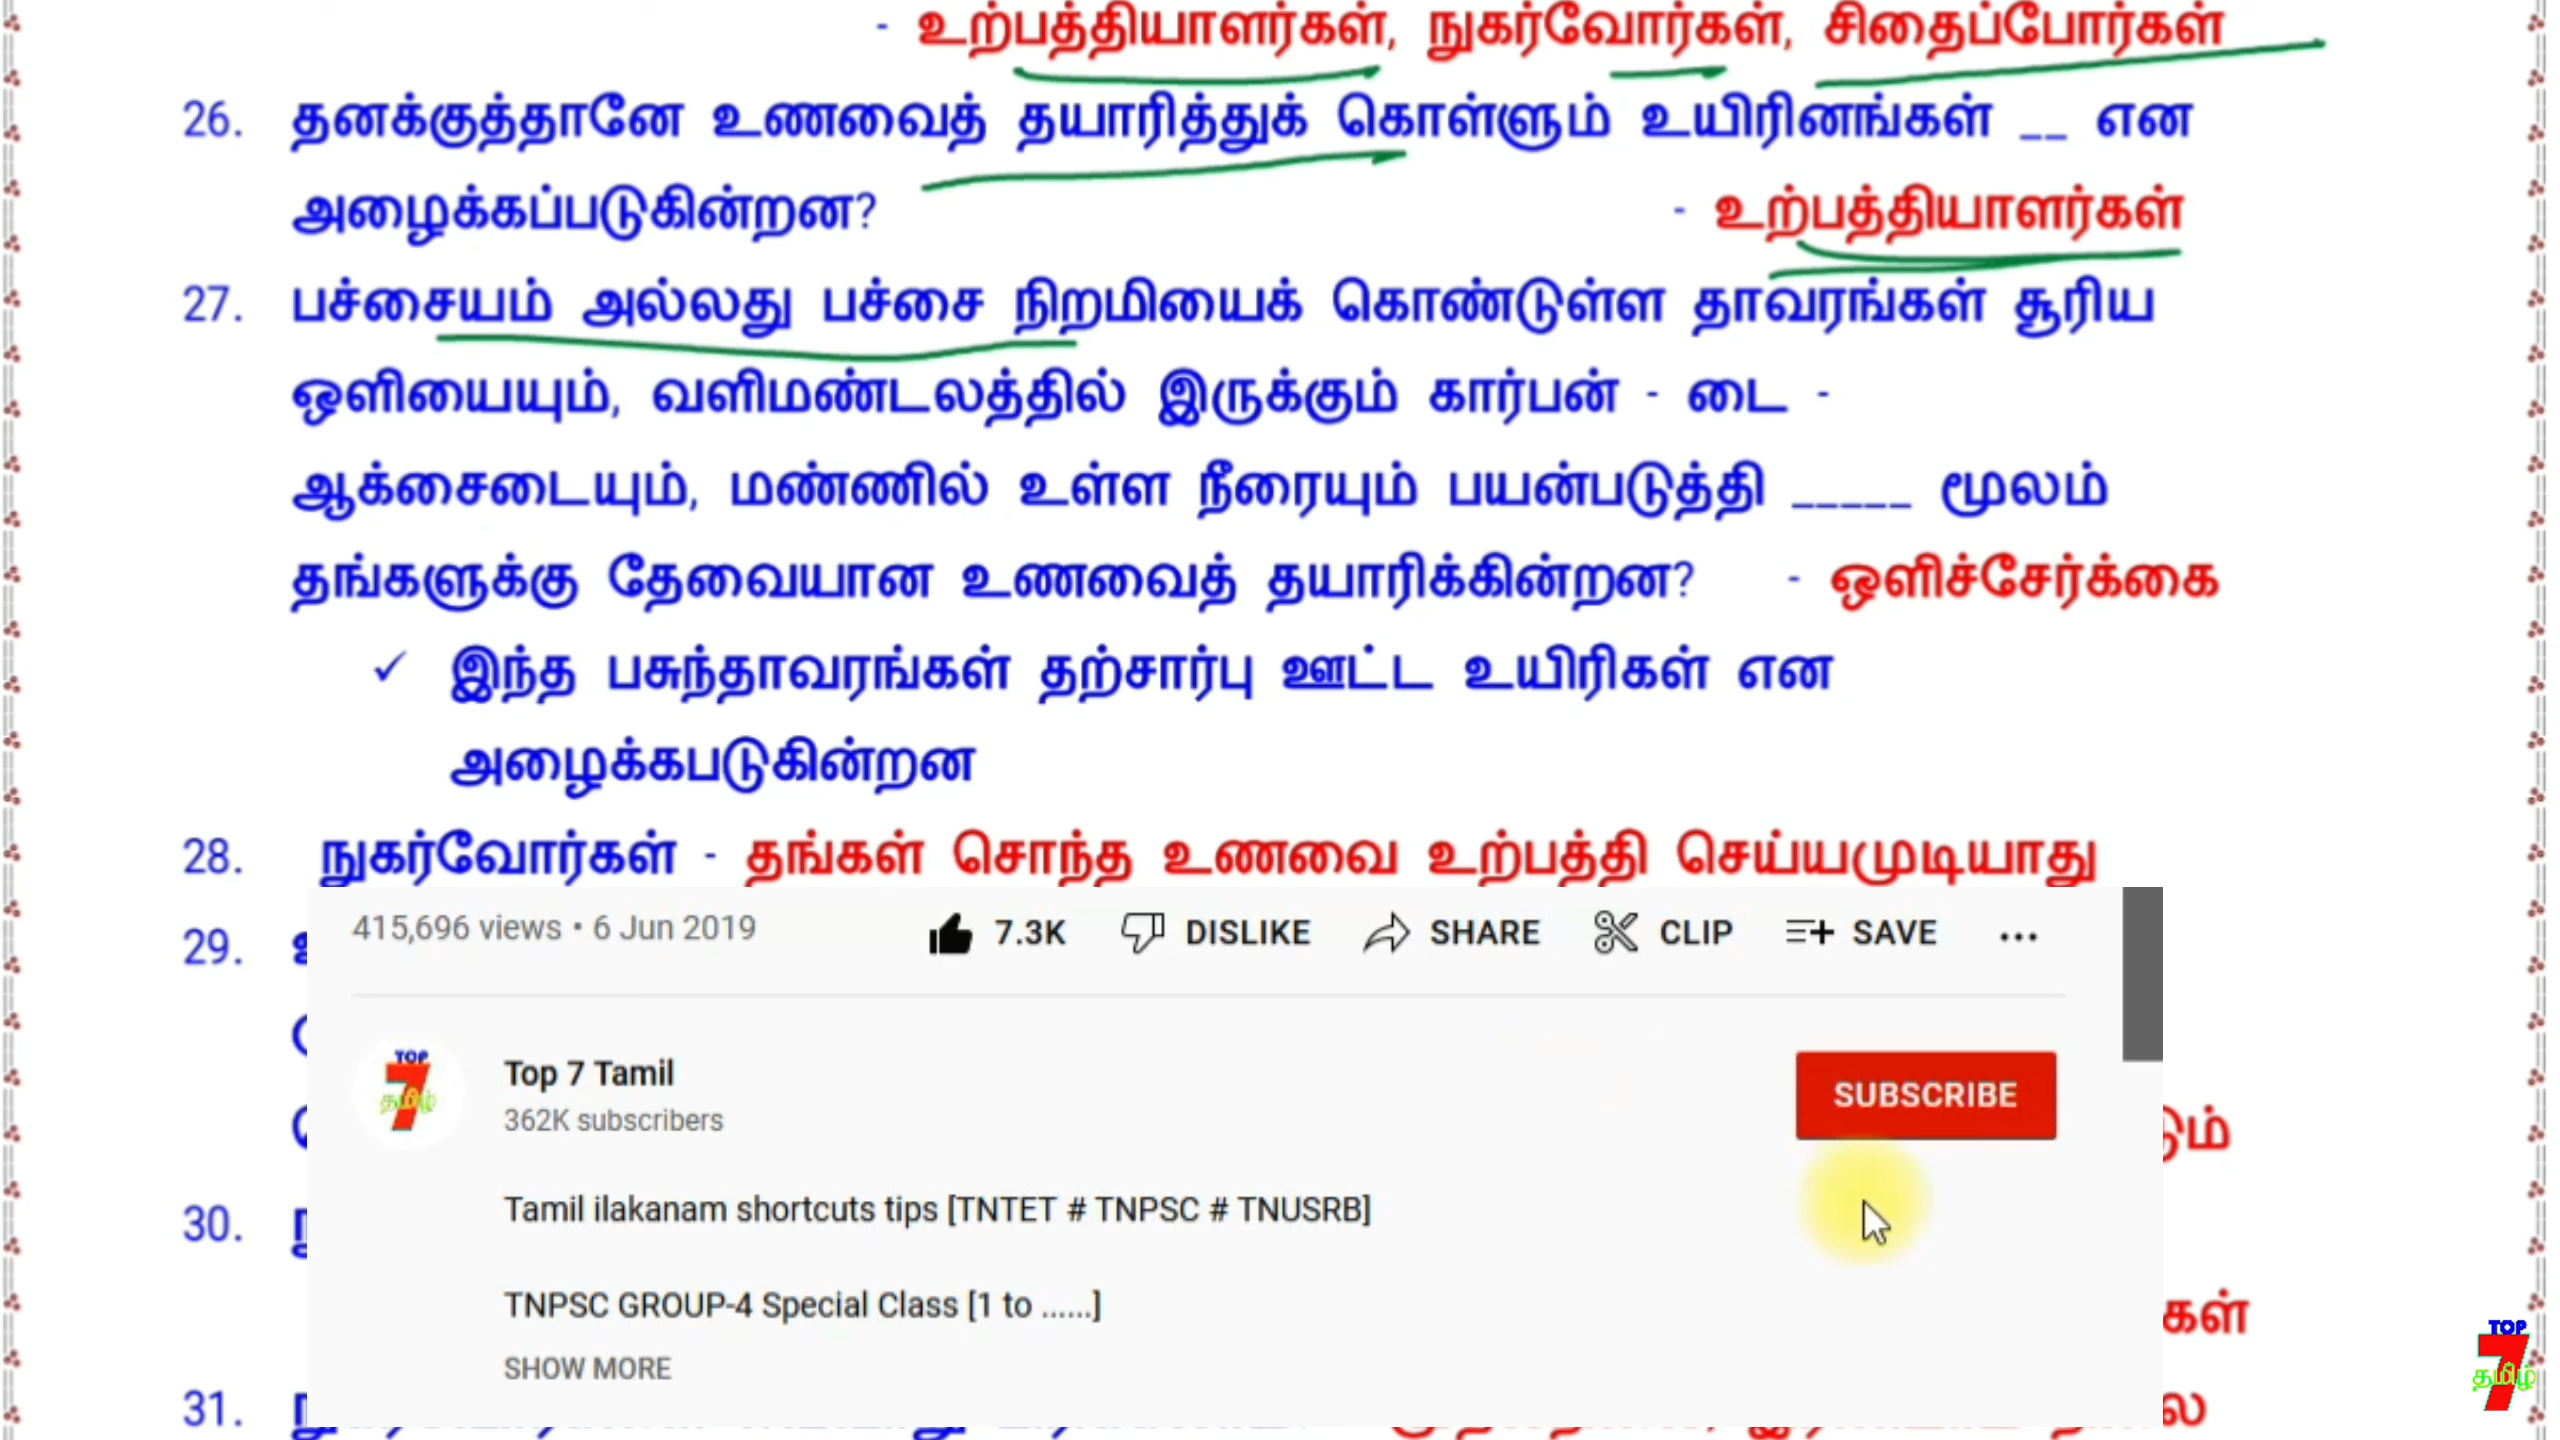 - உற்பத்தியாளர்கள், நுகர்வோர்கள், சிதைப்போர்கள்
26. தனக்குத்தானே உணவைத் தயாரித்துக் கொள்ளும் உயிரினங்கள் __ என
அழைக்கப்படுகின்றன? - உற்பத்தியாளர்கள்
27. பச்சையம் அல்லது பச்சை நிறமியைக் கொண்டுள்ள தாவரங்கள் சூரிய
ஒளியையும், வளிமண்டலத்தில் இருக்கும் கார்பன் - டை -
ஆக்சைடையும், மண்ணில் உள்ள நீரையும் பயன்படுத்தி _____ மூலம்
தங்களுக்கு தேவையான உணவைத் தயாரிக்கின்றன? - ஒளிச்சேர்க்கை
✓ இந்த பசுந்தாவரங்கள் தற்சார்பு ஊட்ட உயிரிகள் என
அழைக்கபடுகின்றன
28. நுகர்வோர்கள் - தங்கள் சொந்த உணவை உற்பத்தி செய்யமுடியாது
29.
415,696 views • 6 Jun 2019 7.3K DISLIKE SHARE CLIP SAVE ...
TOP 7 தமிழ்
Top 7 Tamil
362K subscribers
SUBSCRIBE
Tamil ilakanam shortcuts tips [TNTET # TNPSC # TNUSRB]
30.
TNPSC GROUP-4 Special Class [1 to ......]
SHOW MORE
TOP 7 தமிழ்
31.